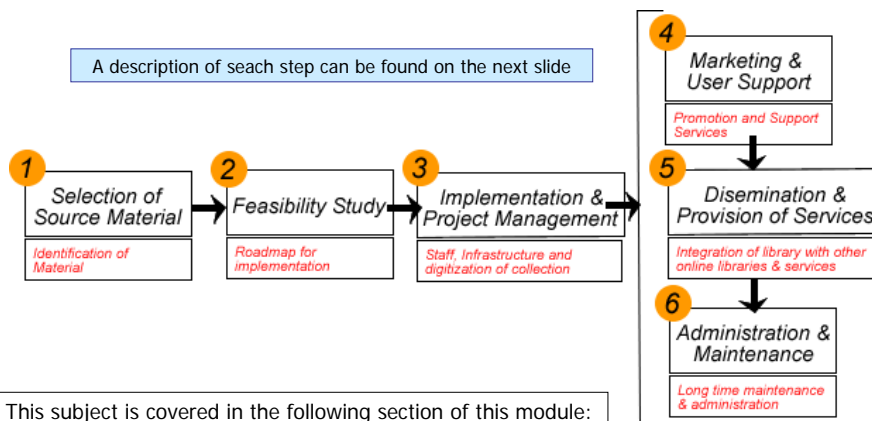 A description of seach step can be found on the next slide
1
Selection of
Source Material
Identification of
Material
2
Feasibility Study
Roadmap for
implementation
3
Implementation &
Project Management
Staff, Infrastructure and
digitization of collection
4
Marketing &
User Support
Promotion and Support
Services
5
Disemination &
Provision of Services
Integration of library with other
online libraries & services
6
Administration &
Maintenance
Long time maintenance
& administration
This subject is covered in the following section of this module: